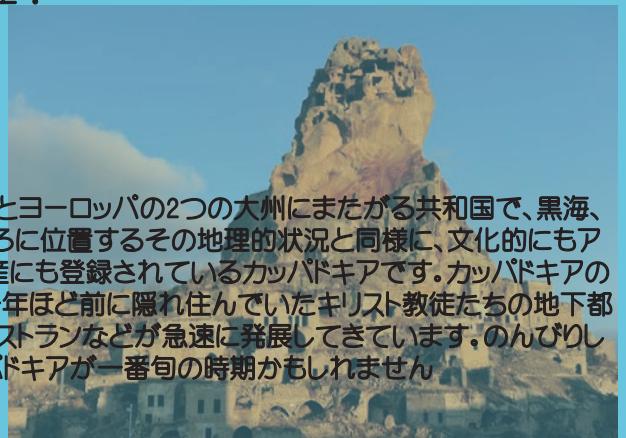 とヨーロッパの2つの大州にまたがる共和国で、黒海、
ろに位置するその地理的状況と同様に、文化的にもア
産にも登録されているカッパドキアです。カッパドキアの
年ほど前に隠れ住んでいたキリスト教徒たちの地下都
ストランなどが急速に発展してきています。のんびりし
ドキアが一番旬の時期かもしれません